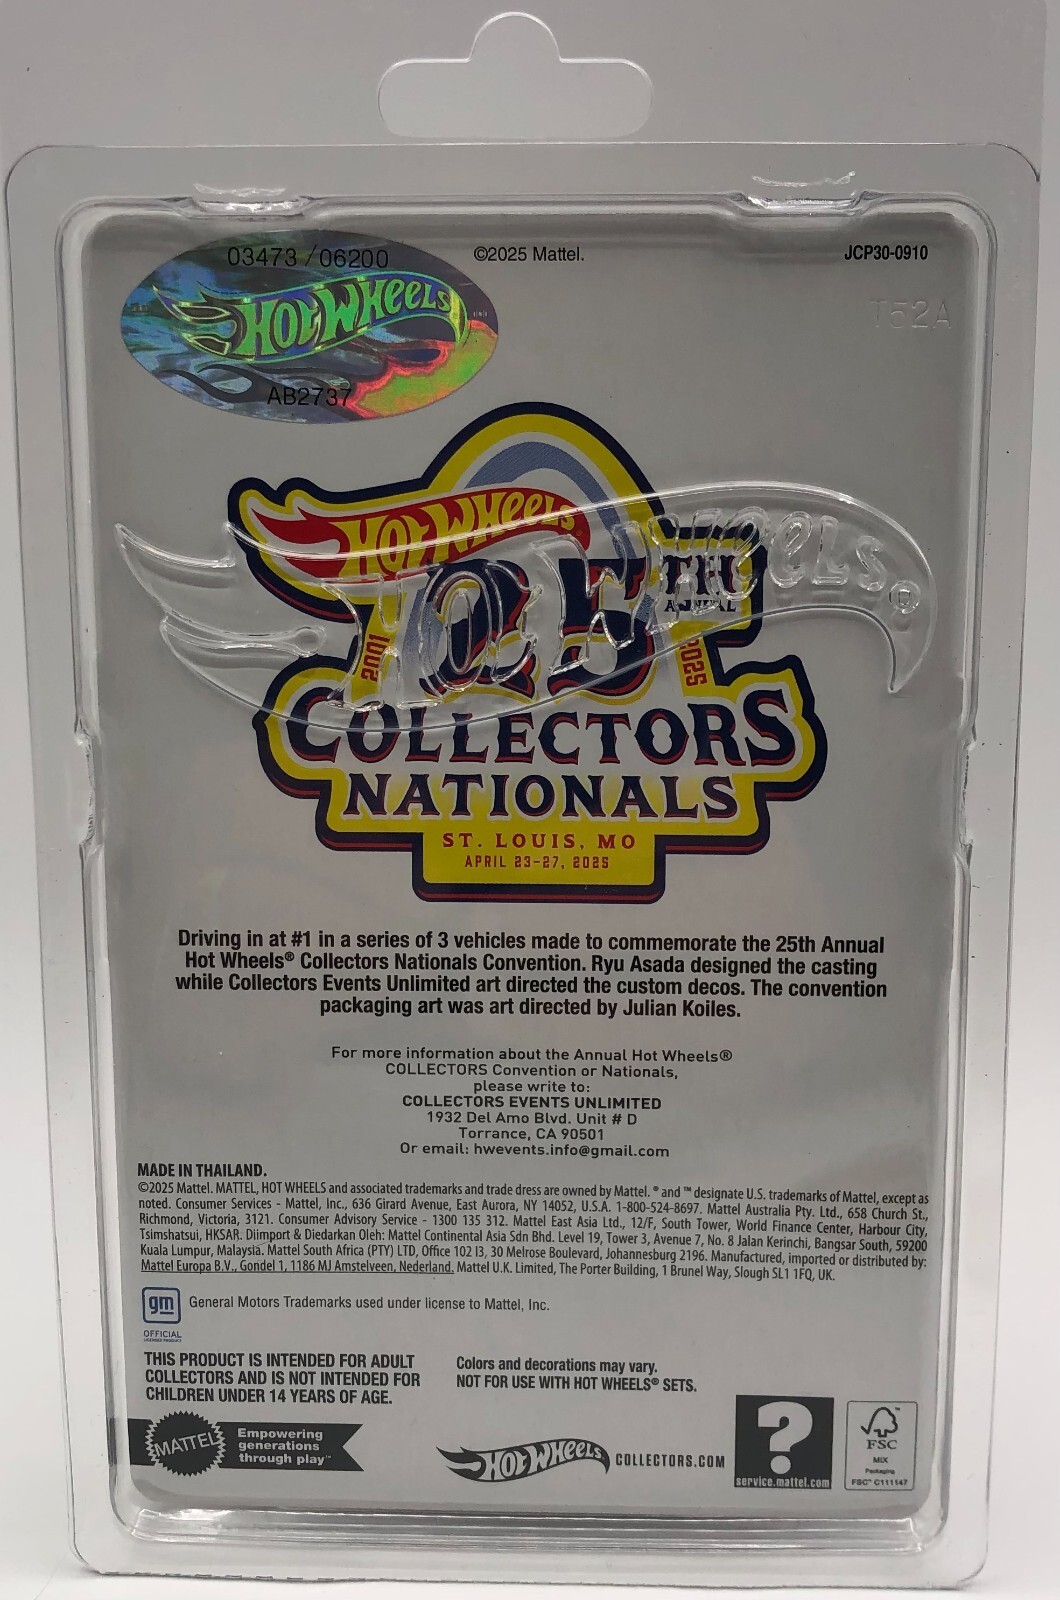 03473 /06200
©2025 Mattel.
JCP30-0910
HOT WHEELS
T52A
AB2737
HOT WHEELS
HOT WHEELS®
25TH
ANNUAL
2001
2025
COLLECTORS
NATIONALS
ST. LOUIS, MO
APRIL 23-27, 2025
Driving in at #1 in a series of 3 vehicles made to commemorate the 25th Annual
Hot Wheels® Collectors Nationals Convention. Ryu Asada designed the casting
while Collectors Events Unlimited art directed the custom decos. The convention
packaging art was art directed by Julian Koiles.
For more information about the Annual Hot Wheels®
COLLECTORS Convention or Nationals,
please write to:
COLLECTORS EVENTS UNLIMITED
1932 Del Amo Blvd. Unit # D
Torrance, CA 90501
Or email: hwevents.info@gmail.com
MADE IN THAILAND.
©2025 Mattel. MATTEL, HOT WHEELS and associated trademarks and trade dress are owned by Mattel. ® and ™ designate U.S. trademarks of Mattel, except as
noted. Consumer Services - Mattel, Inc., 636 Girard Avenue, East Aurora, NY 14052, U.S.A. 1-800-524-8697. Mattel Australia Pty. Ltd., 658 Church St.,
Richmond, Victoria, 3121. Consumer Advisory Service - 1300 135 312. Mattel East Asia Ltd., 12/F, South Tower, World Finance Center, Harbour City,
Tsimshatsui, HKSAR. Diimport & Diedarkan Oleh: Mattel Continental Asia Sdn Bhd. Level 19, Tower 3, Avenue 7, No. 8 Jalan Kerinchi, Bangsar South, 59200
Kuala Lumpur, Malaysia. Mattel South Africa (PTY) LTD, Office 102 I3, 30 Melrose Boulevard, Johannesburg 2196. Manufactured, imported or distributed by:
Mattel Europa B.V., Gondel 1, 1186 MJ Amstelveen, Nederland. Mattel U.K. Limited, The Porter Building, 1 Brunel Way, Slough SL1 1FQ, UK.
gm
General Motors Trademarks used under license to Mattel, Inc.
OFFICIAL
LICENSED PRODUCT
THIS PRODUCT IS INTENDED FOR ADULT
COLLECTORS AND IS NOT INTENDED FOR
CHILDREN UNDER 14 YEARS OF AGE.
Colors and decorations may vary.
NOT FOR USE WITH HOT WHEELS® SETS.
MATTEL
Empowering
generations
through play™
HOT WHEELS
COLLECTORS.COM
?
service.mattel.com
FSC
MIX
Packaging
FSC® C111147